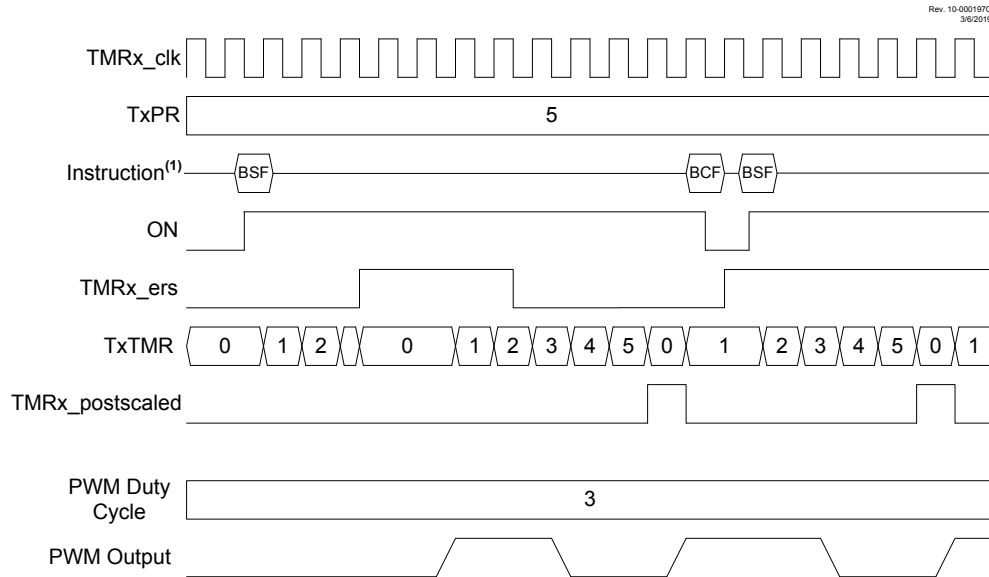 Rev. 10-000197C
3/6/2019
TMRx_clk
TxPR
5
Instruction(1)
BSF
BCF
BSF
ON
TMRx_ers
TxTMR
0 1 2 0 1 2 3 4 5 0 1 2 3 4 5 0 1
TMRx_postscaled
PWM Duty
Cycle
3
PWM Output